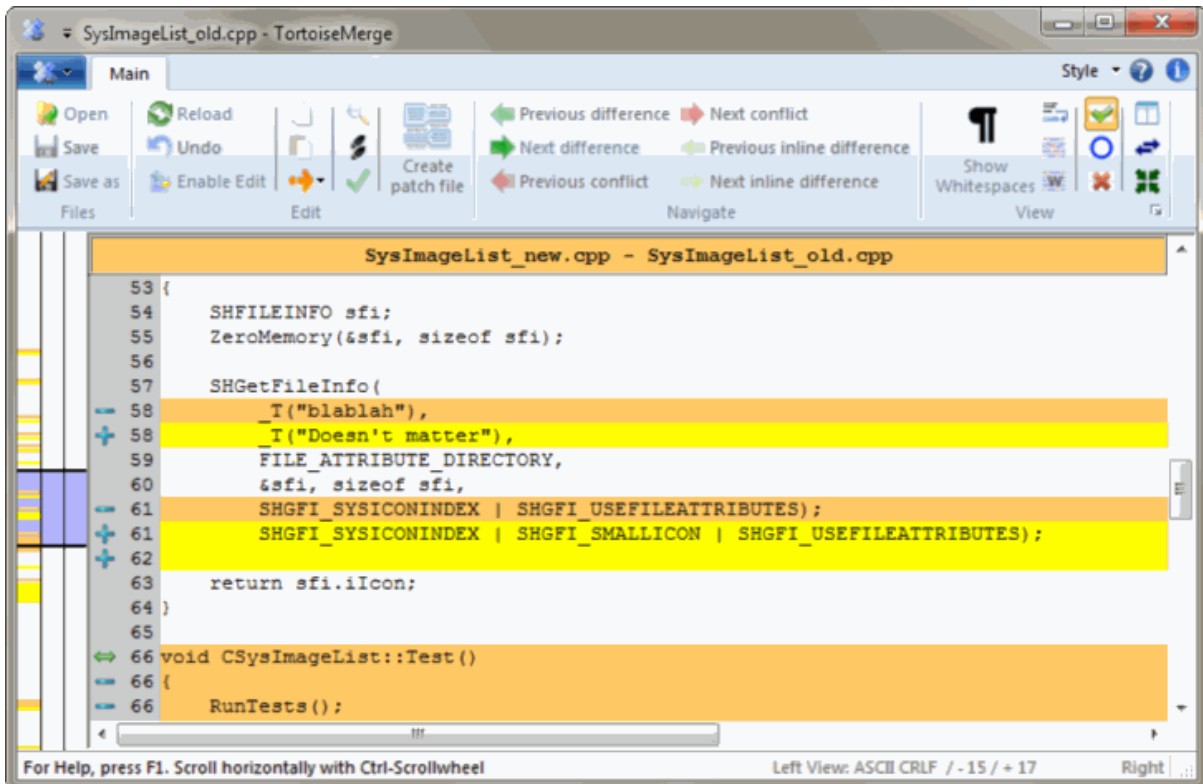 SysImageList_old.cpp - TortoiseMerge
Main
Style
Open
Save
Save as
Files
Reload
Undo
Enable Edit
Create
patch file
Edit
Previous difference
Next difference
Previous conflict
Next conflict
Previous inline difference
Next inline difference
Navigate
Show
Whitespaces
View
SysImageList_new.cpp - SysImageList_old.cpp
53 {
54 SHFILEINFO sfi;
55 ZeroMemory(&sfi, sizeof sfi);
56
57 SHGetFileInfo(
58 _T("blablah"),
58 _T("Doesn't matter"),
59 FILE_ATTRIBUTE_DIRECTORY,
60 &sfi, sizeof sfi,
61 SHGFI_SYSICONINDEX | SHGFI_USEFILEATTRIBUTES);
61 SHGFI_SYSICONINDEX | SHGFI_SMALLICON | SHGFI_USEFILEATTRIBUTES);
62
63 return sfi.iIcon;
64 }
65
66 void CSysImageList::Test()
66 {
66 RunTests();
For Help, press F1. Scroll horizontally with Ctrl-Scrollwheel
Left View: ASCII CRLF / - 15 / + 17
Right